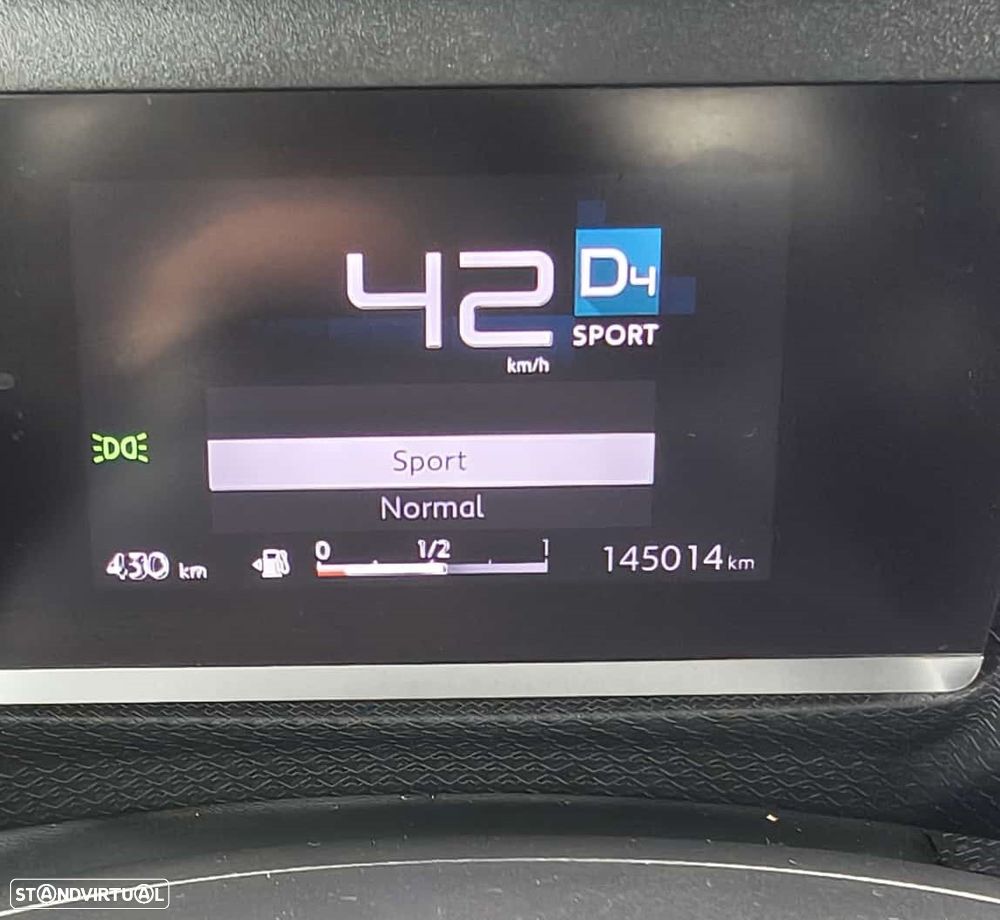 42 D4
SPORT
km/h
Sport
Normal
0 1/2 1
430 km
145014 km
STANDVIRTUAL